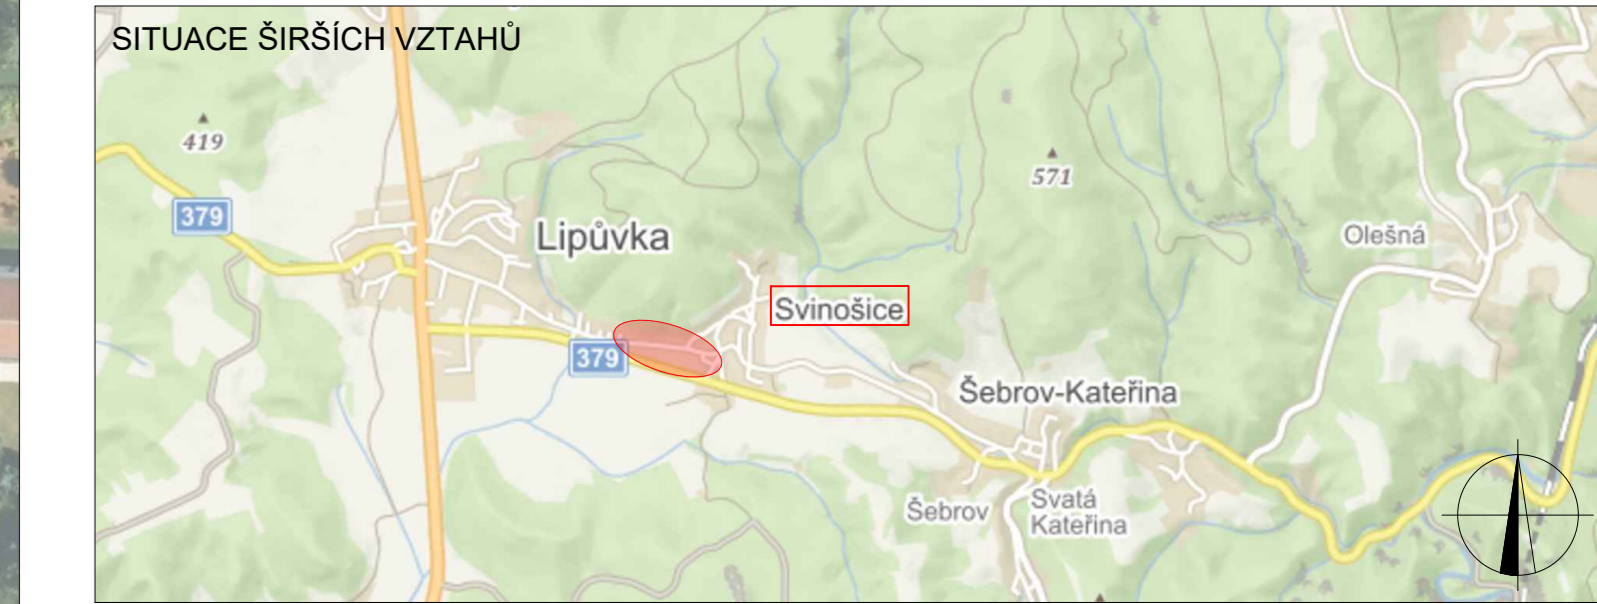 SITUACE ŠIRŠÍCH VZTAHŮ
419
571
379
Lipůvka
Olešná
Svinošice
379
Šebrov-Kateřina
Šebrov
Svatá
Kateřina